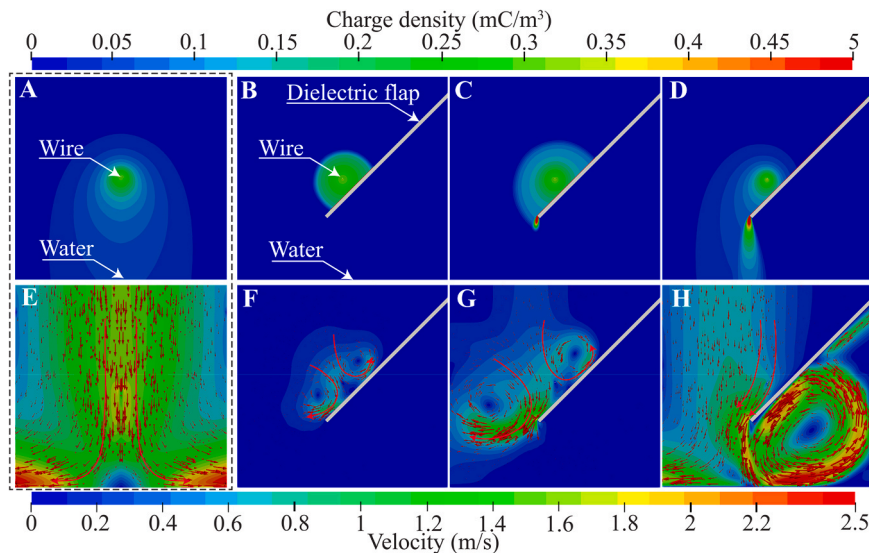 Charge density (mC/m³)
0 0.05 0.1 0.15 0.2 0.25 0.3 0.35 0.4 0.45 5
A B C D
Dielectric flap
Wire Wire
Water Water
E F G H
0 0.2 0.4 0.6 0.8 1 1.2 1.4 1.6 1.8 2 2.2 2.5
Velocity (m/s)